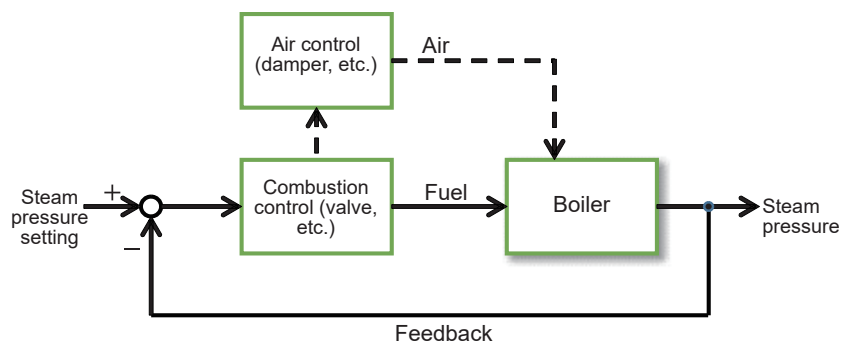 Air control
(damper, etc.)
Air
Steam
pressure
setting
+
−
Combustion
control (valve,
etc.)
Fuel
Boiler
Steam
pressure
Feedback